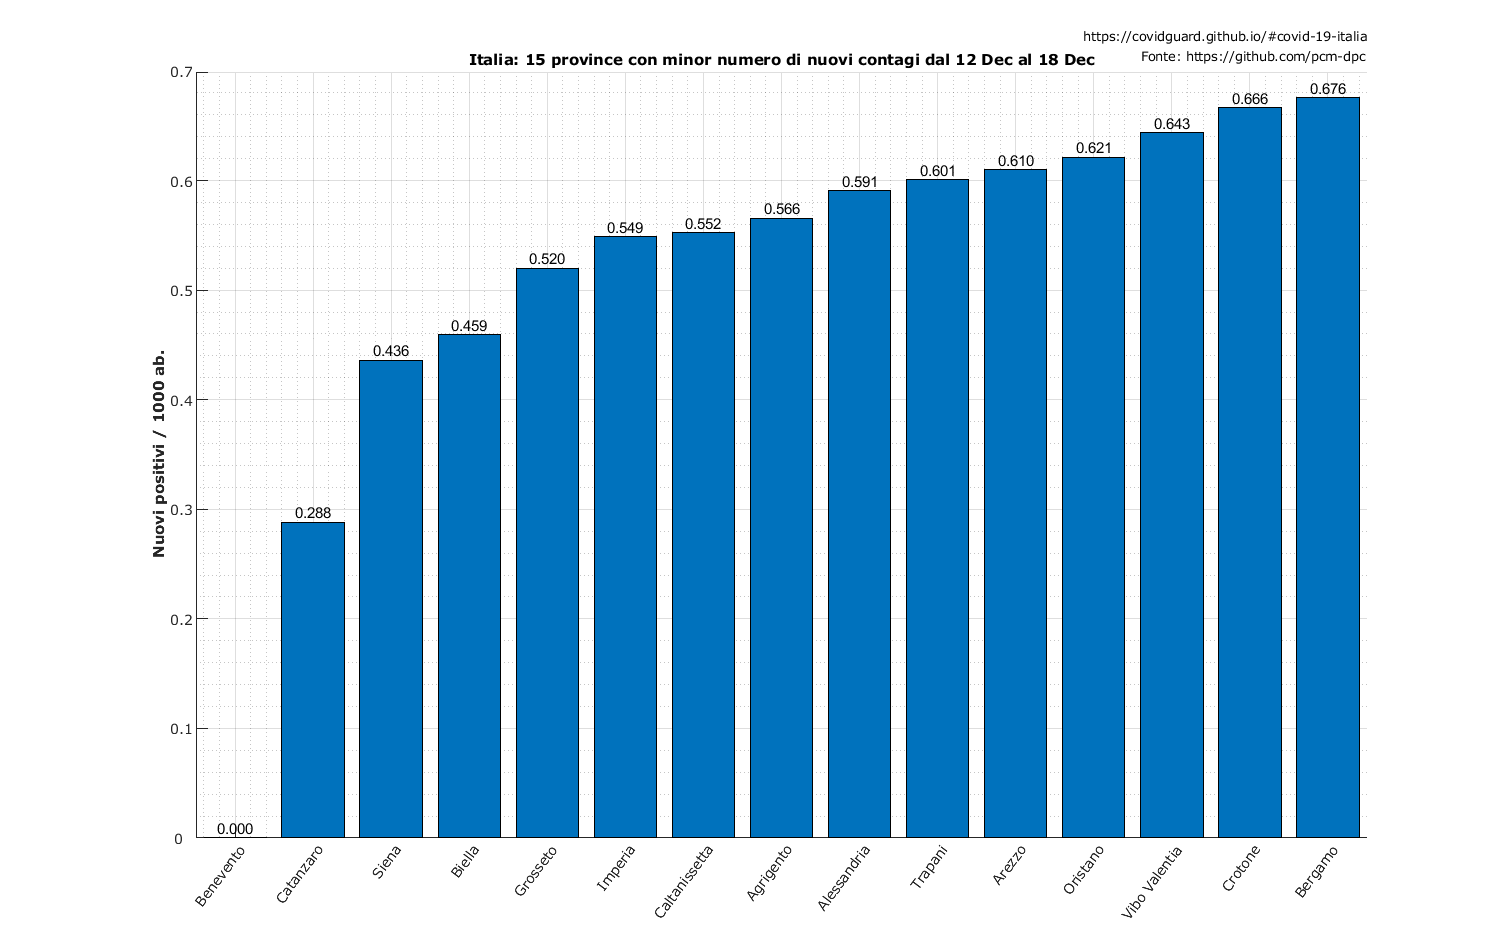 https://covidguard.github.io/#covid-19-italia
Italia: 15 province con minor numero di nuovi contagi dal 12 Dec al 18 Dec
Fonte: https://github.com/pcm-dpc
Nuovi positivi / 1000 ab.
0.7
0.6
0.5
0.4
0.3
0.2
0.1
0
0.000
0.288
0.436
0.459
0.520
0.549
0.552
0.566
0.591
0.601
0.610
0.621
0.643
0.666
0.676
Benevento
Catanzaro
Siena
Biella
Grosseto
Imperia
Caltanissetta
Agrigento
Alessandria
Trapani
Arezzo
Oristano
Vibo Valentia
Crotone
Bergamo